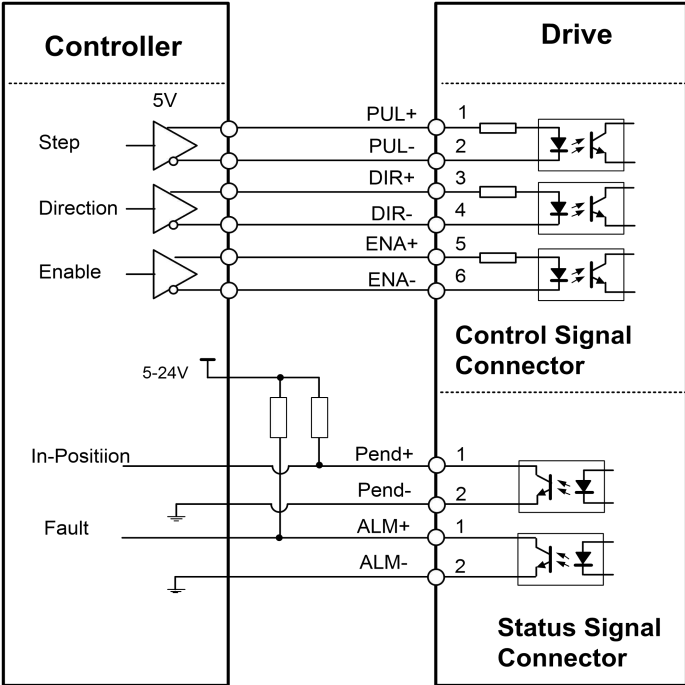 Controller
Drive
5V
Step
PUL+
1
PUL-
2
Direction
DIR+
3
DIR-
4
Enable
ENA+
5
ENA-
6
Control Signal
Connector
5-24V
In-Positiion
Pend+
1
Pend-
2
Fault
ALM+
1
ALM-
2
Status Signal
Connector